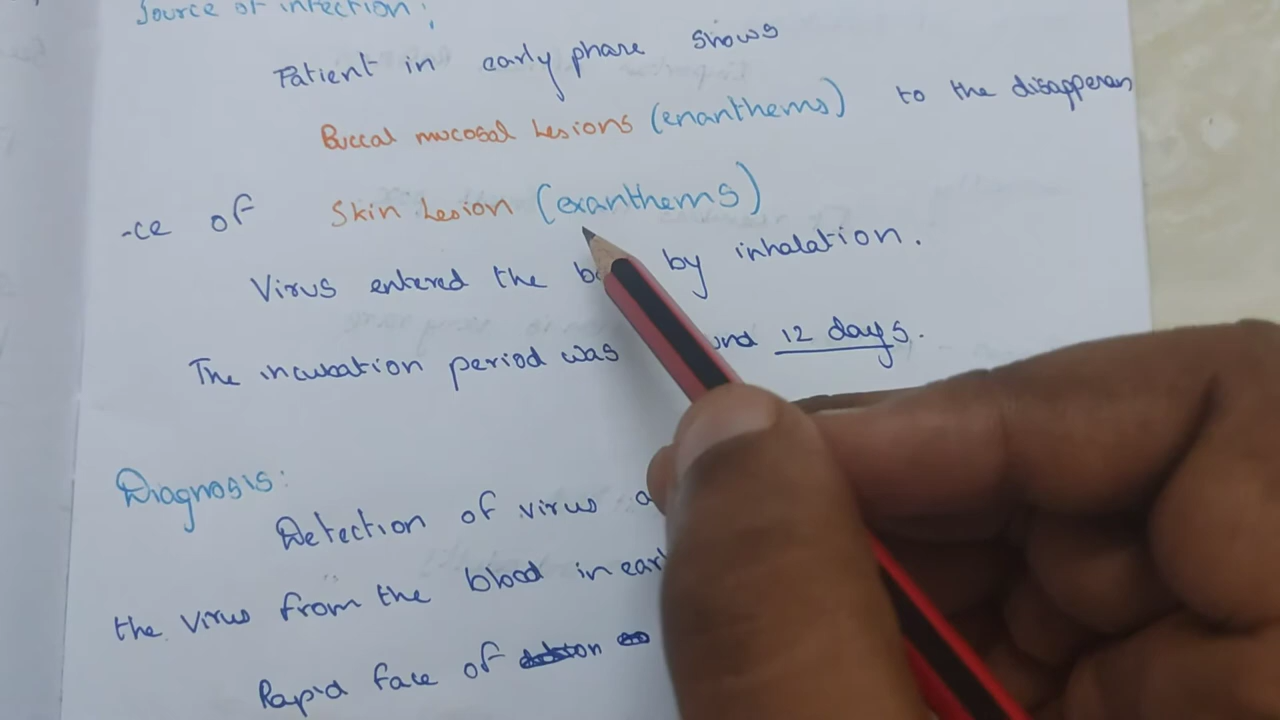 Source of infection:
Patient in early phase shows
Buccal mucosal Lesions (enanthems) to the disapperen
-ce of Skin Lesion (exanthems)
Virus entered the by inhalation.
The incubation period was 12 days.
Diagnosis:
Detection of virus
the virus from the blood in
Rapid face of